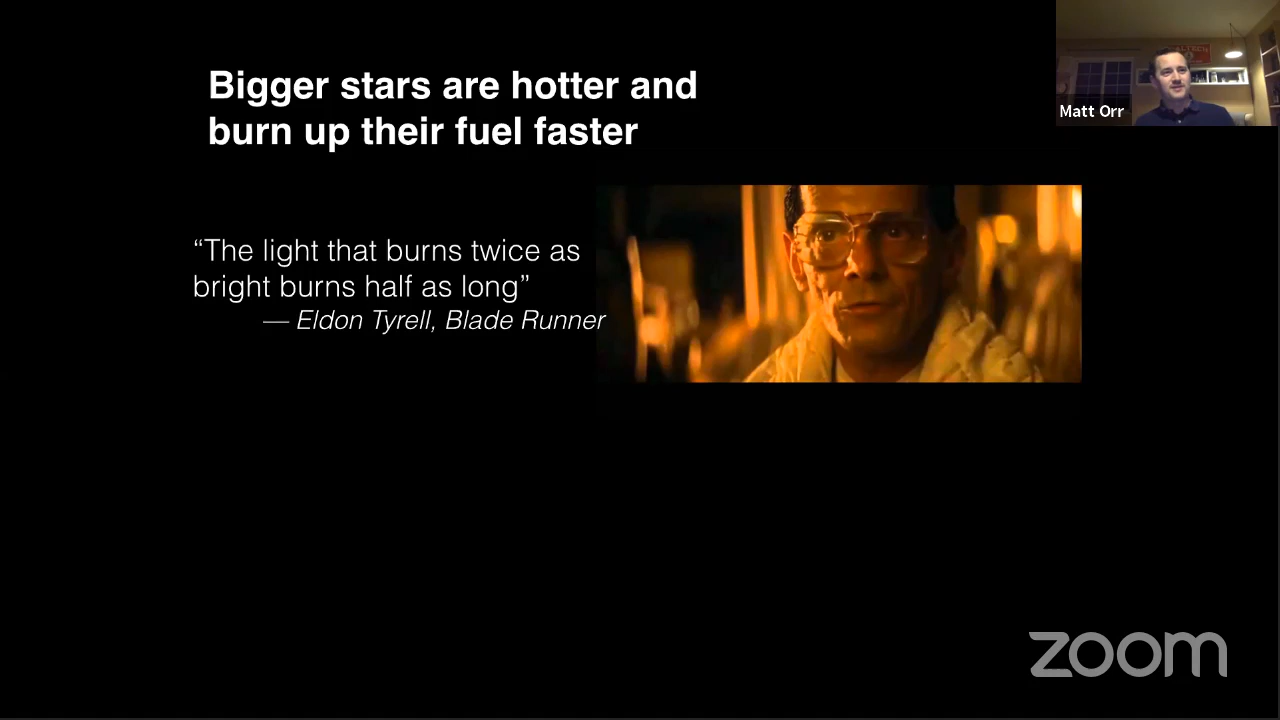 Bigger stars are hotter and
burn up their fuel faster
Matt Orr
“The light that burns twice as
bright burns half as long”
— Eldon Tyrell, Blade Runner
zoom